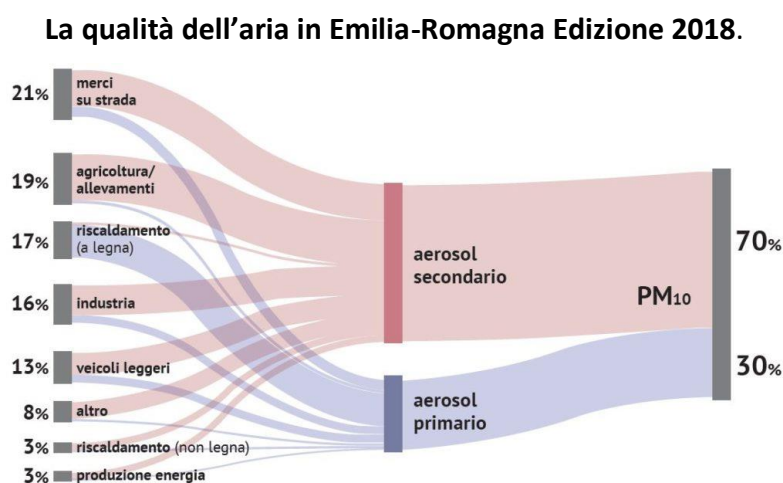 La qualità dell’aria in Emilia-Romagna Edizione 2018.
21% merci
su strada
19% agricoltura/
allevamenti
17% riscaldamento
(a legna)
16% industria
13% veicoli leggeri
8% altro
3% riscaldamento (non legna)
3% produzione energia
aerosol
secondario
aerosol
primario
PM10
70%
30%